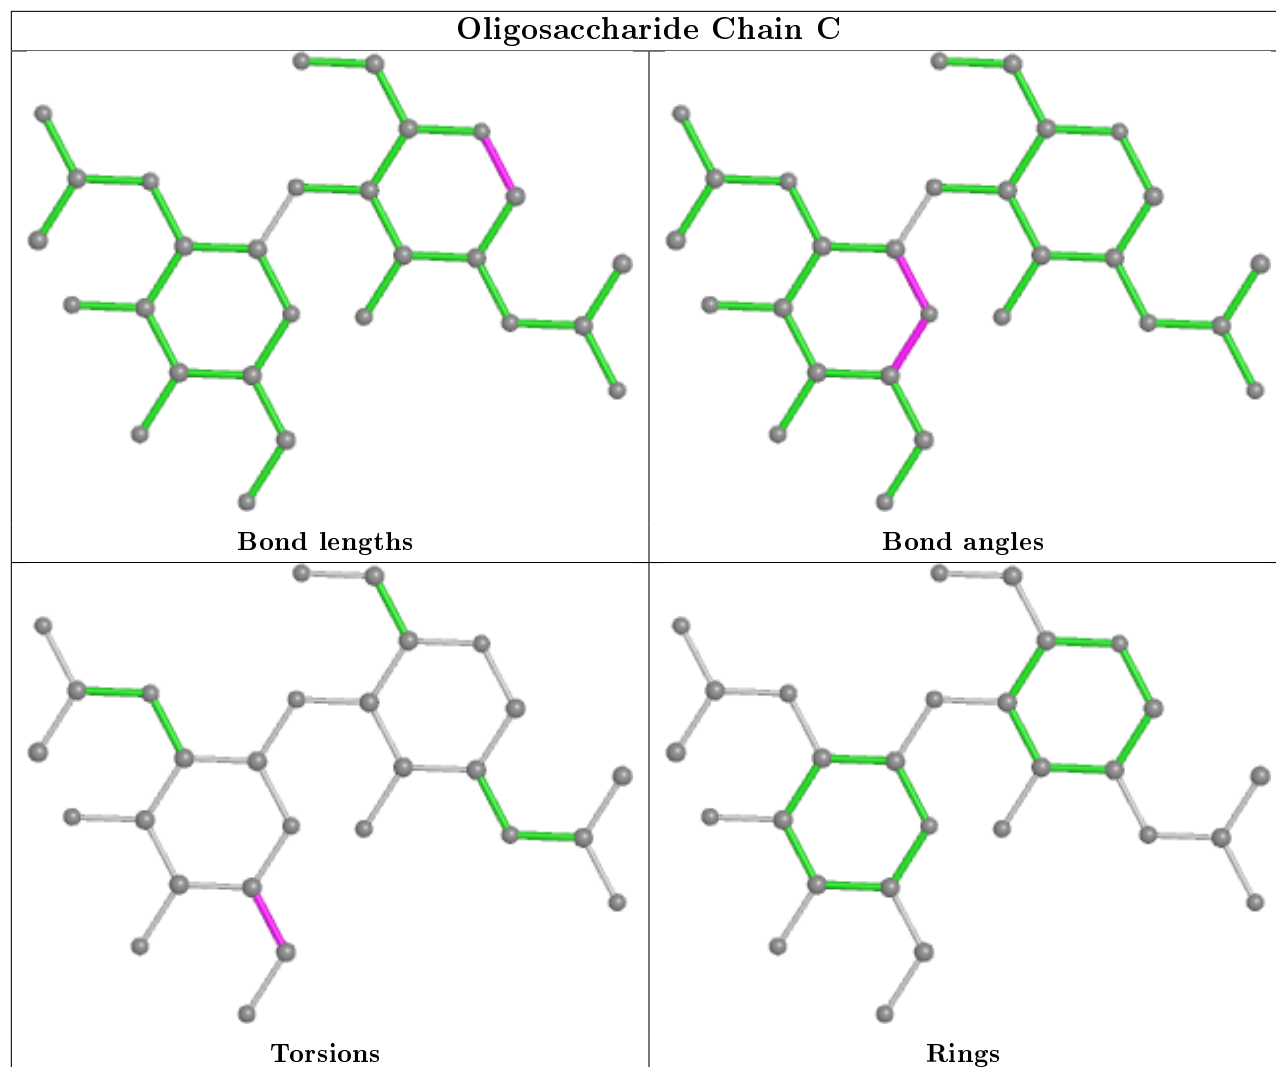 Oligosaccharide Chain C
Bond lengths
Bond angles
Torsions
Rings